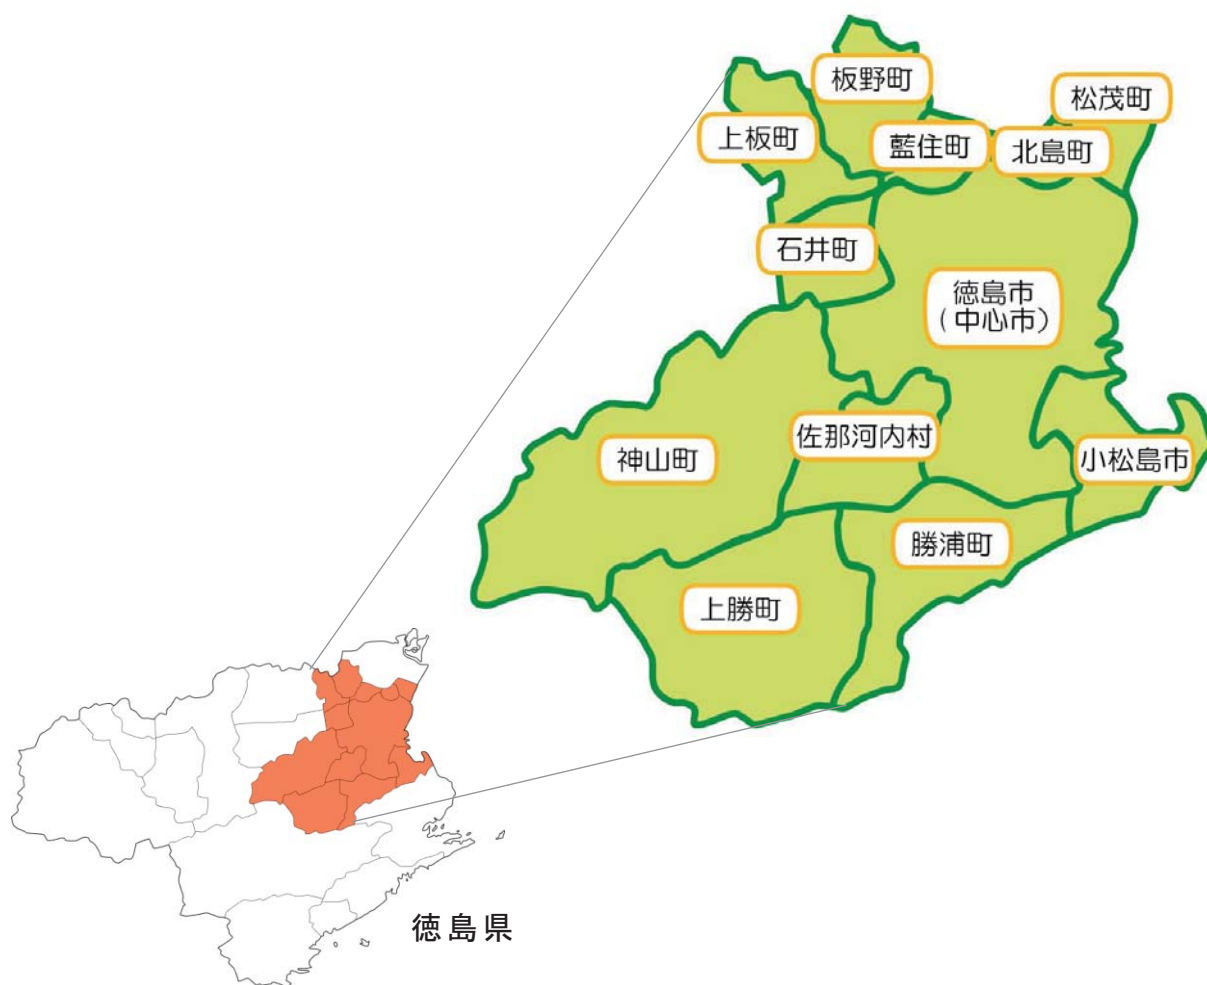 板野町
松茂町
上板町
藍住町
北島町
石井町
徳島市
(中心市)
佐那河内村
神山町
小松島市
勝浦町
上勝町
徳島県